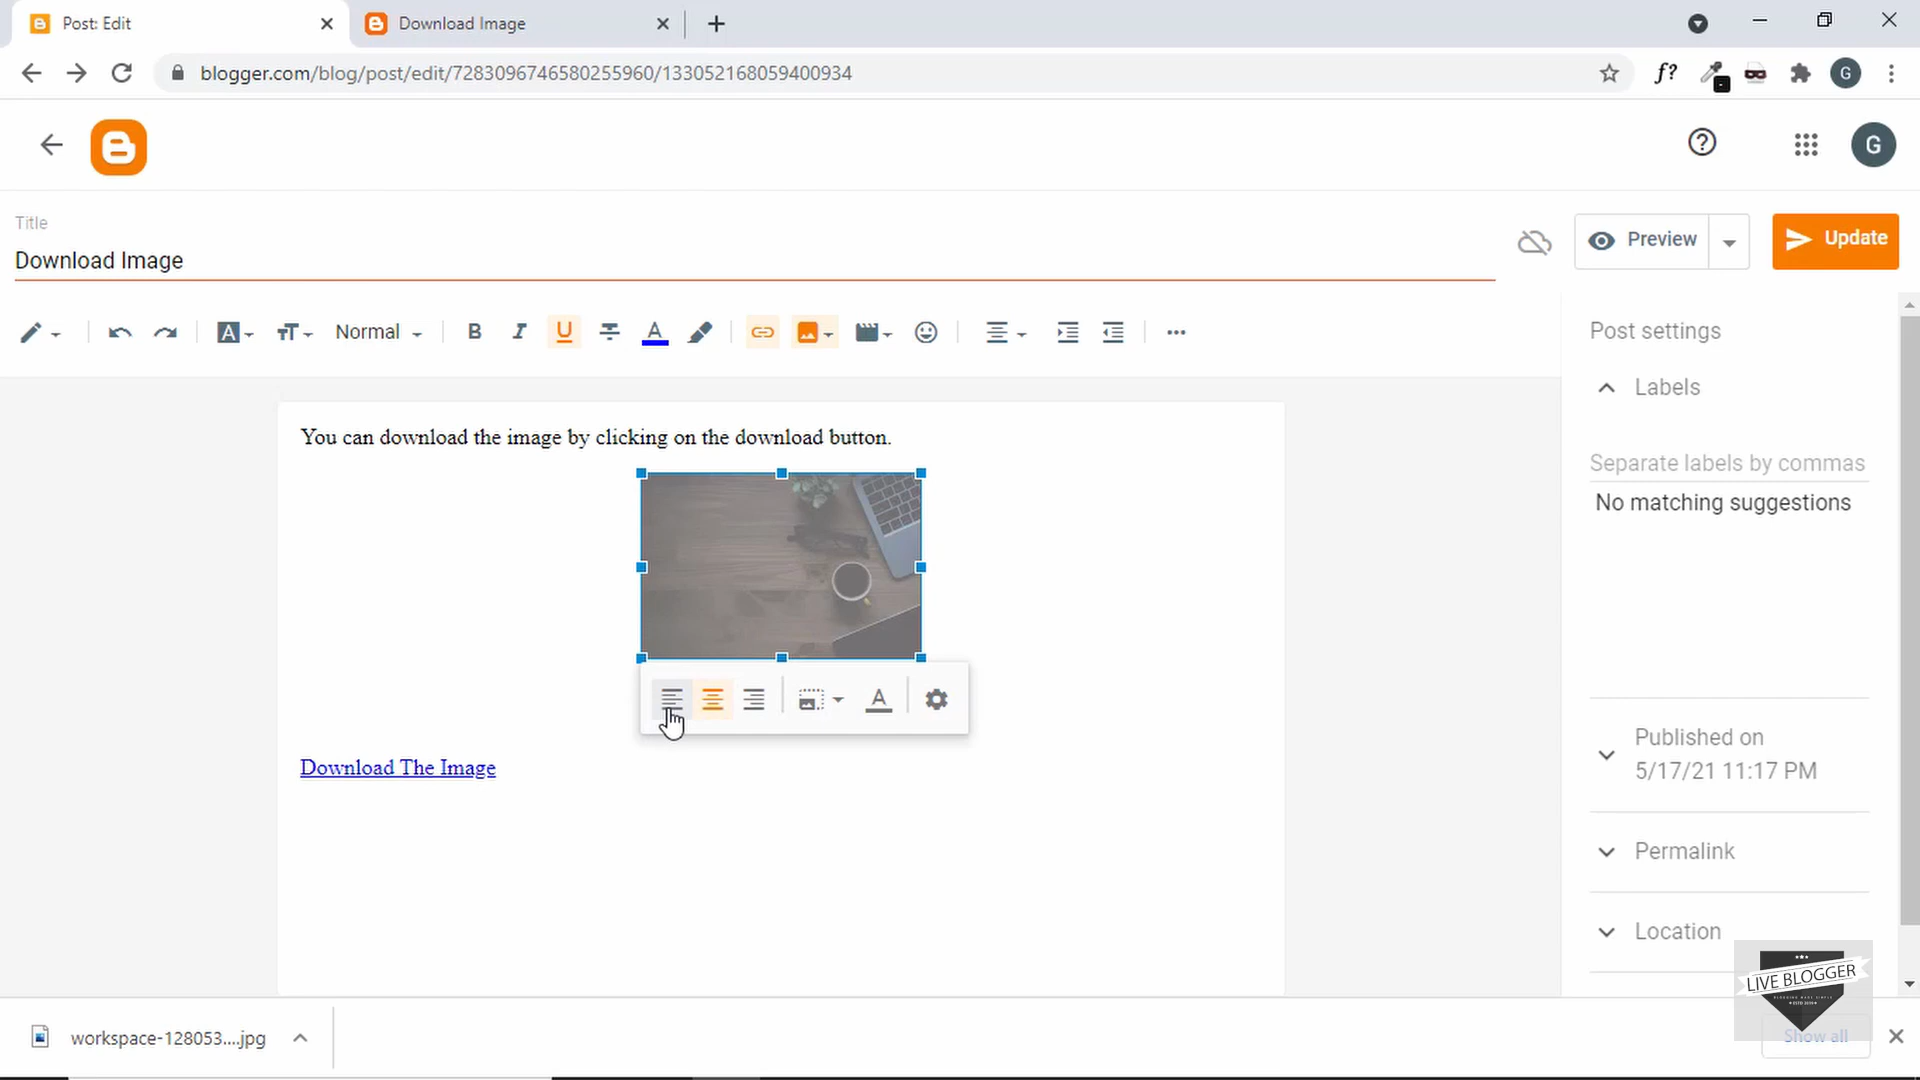 Post: Edit
Download Image
blogger.com/blog/post/edit/7283096746580255960/133052168059400934
f?
G
G
Title
Download Image
Preview
Update
Normal
B
I
U
A
Post settings
Labels
Separate labels by commas
No matching suggestions
You can download the image by clicking on the download button.
A
Download The Image
Published on
5/17/21 11:17 PM
Permalink
Location
LIVE BLOGGER
workspace-128053....jpg
Show all